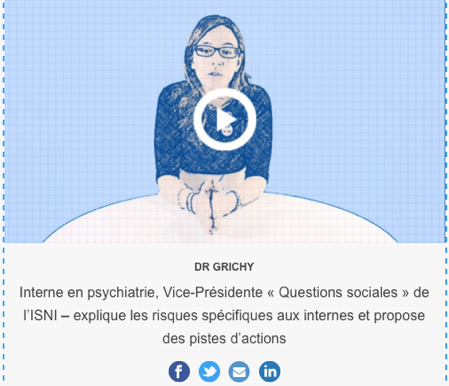 DR GRICHY
Interne en psychiatrie, Vice-Présidente « Questions sociales » de
l’ISNI – explique les risques spécifiques aux internes et propose
des pistes d’actions